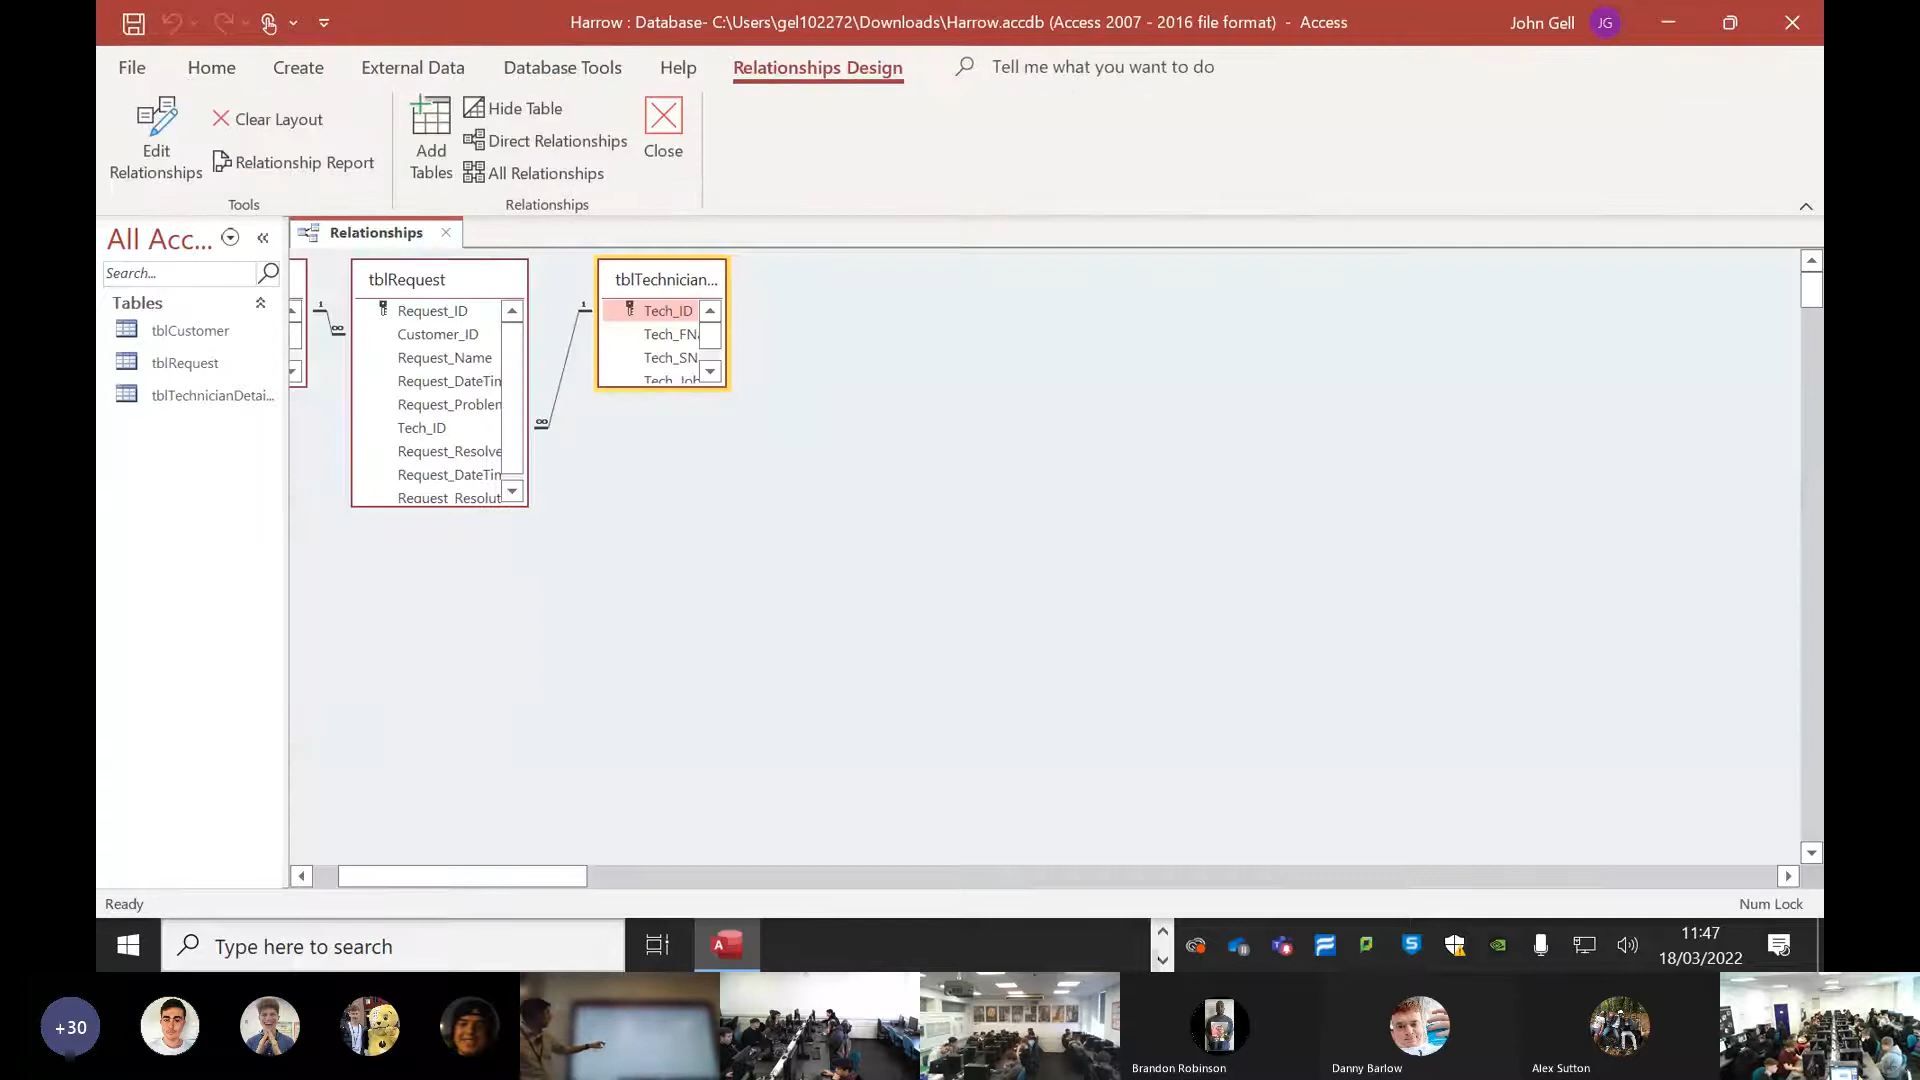 Harrow : Database- C:\Users\gel102272\Downloads\Harrow.accdb (Access 2007 - 2016 file format) - Access
John Gell
JG
File Home Create External Data Database Tools Help Relationships Design Tell me what you want to do
Edit Relationships
Clear Layout
Relationship Report
Tools
Add Tables
Hide Table
Direct Relationships
All Relationships
Close
Relationships
All Acc...
Search...
Tables
tblCustomer
tblRequest
tblTechnicianDetai...
Relationships
1
∞
tblRequest
Request_ID
Customer_ID
Request_Name
Request_DateTin
Request_Problen
Tech_ID
Request_Resolve
Request_DateTin
Request_Resolut
∞
1
tblTechnician...
Tech_ID
Tech_FN
Tech_SN
Tech_Job
Ready
Num Lock
Type here to search
11:47
18/03/2022
+30
Brandon Robinson
Danny Barlow
Alex Sutton